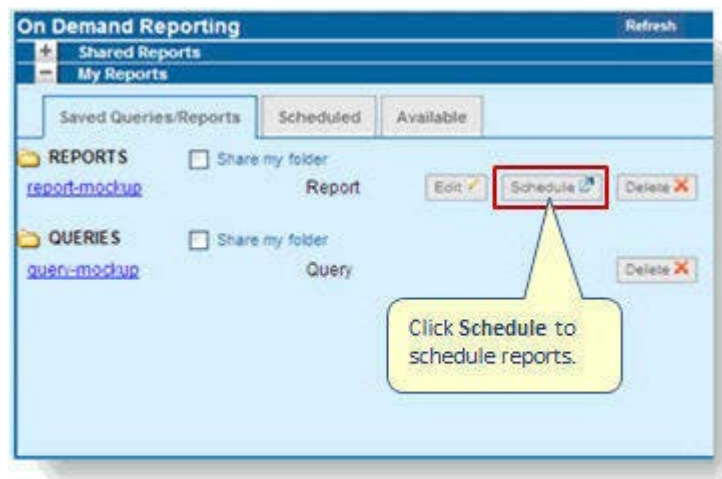 On Demand Reporting Refresh
+ Shared Reports
- My Reports
Saved Queries/Reports Scheduled Available
REPORTS Share my folder
report-mockup Report Edit Schedule Delete
QUERIES Share my folder
query-mockup Query Delete
Click Schedule to
schedule reports.